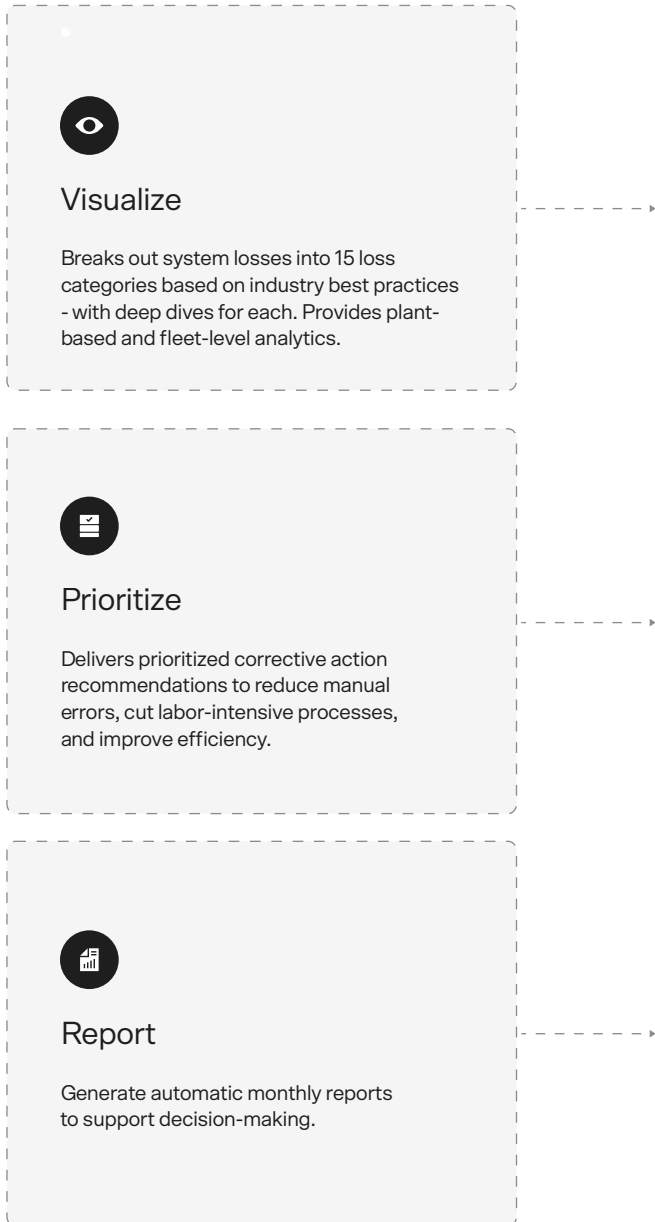 Visualize
Breaks out system losses into 15 loss
categories based on industry best practices
- with deep dives for each. Provides plant-
based and fleet-level analytics.
Prioritize
Delivers prioritized corrective action
recommendations to reduce manual
errors, cut labor-intensive processes,
and improve efficiency.
Report
Generate automatic monthly reports
to support decision-making.